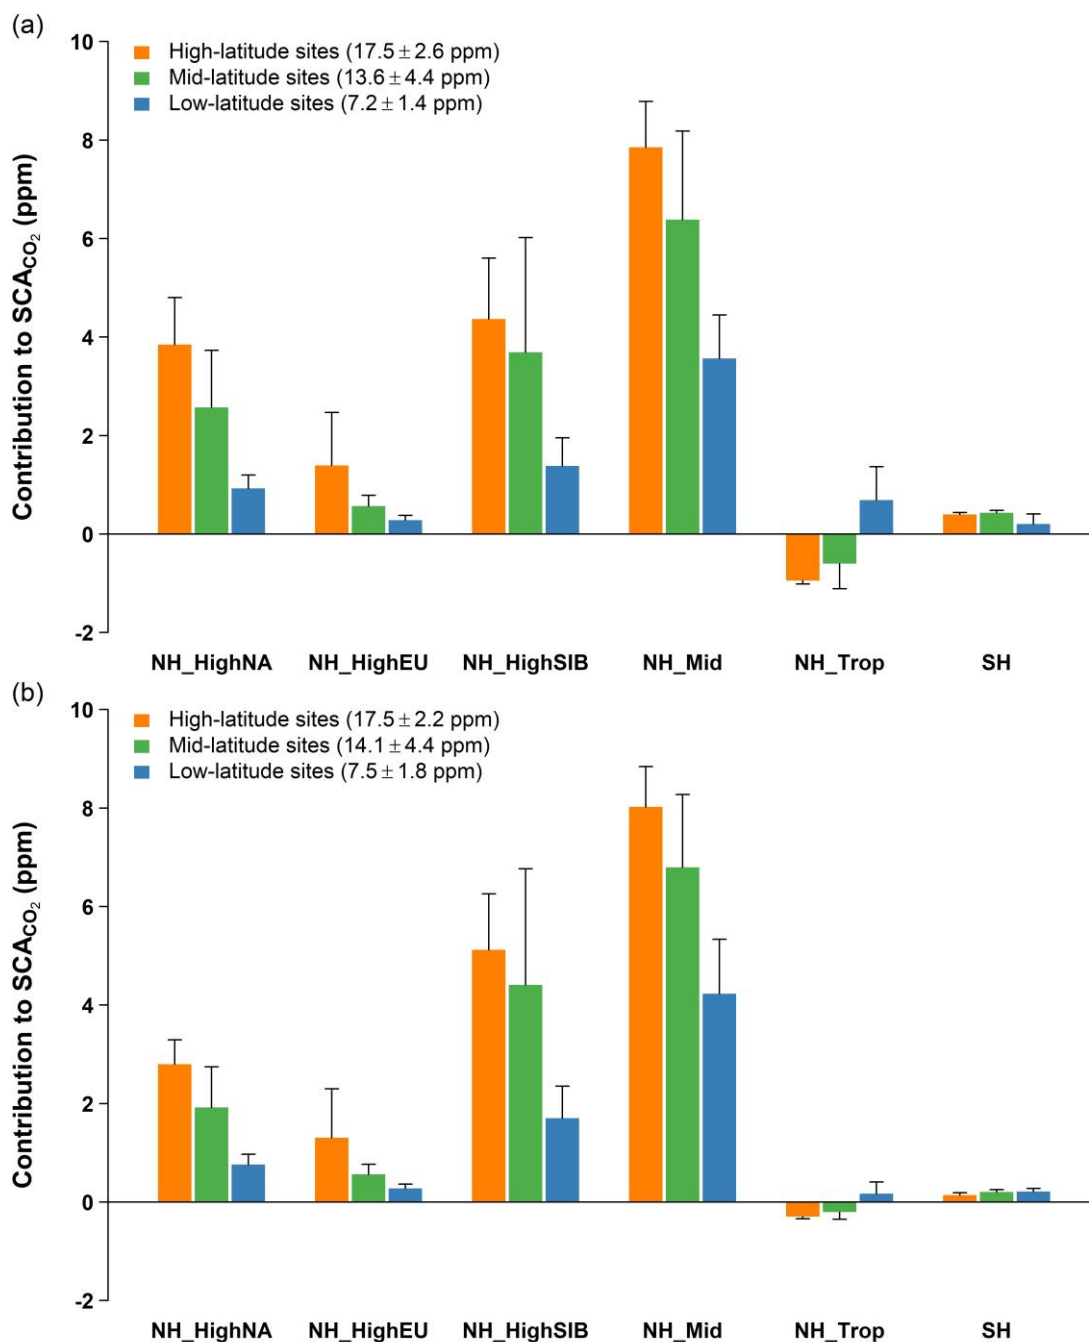 (a)
10
8
6
4
2
0
-2
Contribution to SCA_CO₂ (ppm)
High-latitude sites (17.5 ± 2.6 ppm)
Mid-latitude sites (13.6 ± 4.4 ppm)
Low-latitude sites (7.2 ± 1.4 ppm)
NH_HighNA NH_HighEU NH_HighSIB NH_Mid NH_Trop SH
(b)
10
8
6
4
2
0
-2
Contribution to SCA_CO₂ (ppm)
High-latitude sites (17.5 ± 2.2 ppm)
Mid-latitude sites (14.1 ± 4.4 ppm)
Low-latitude sites (7.5 ± 1.8 ppm)
NH_HighNA NH_HighEU NH_HighSIB NH_Mid NH_Trop SH